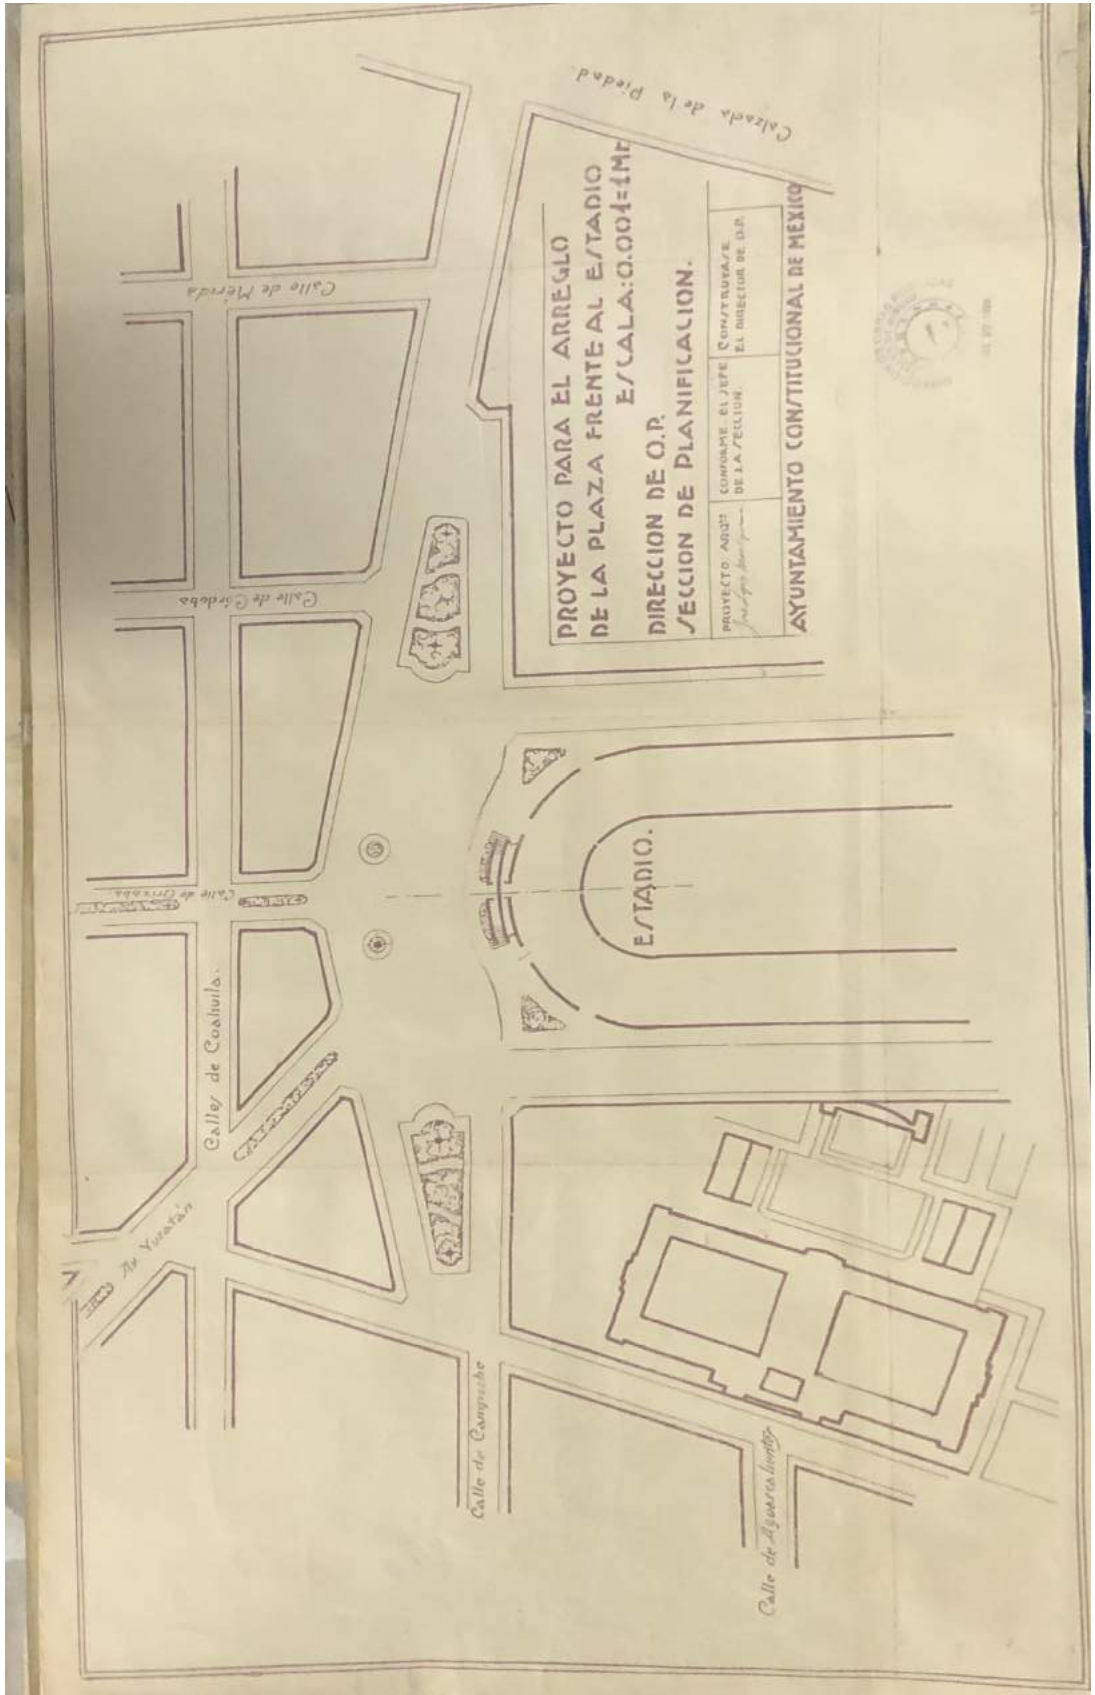 PROYECTO PARA EL ARREGLO
DE LA PLAZA FRENTE AL ESTADIO
ESCALA:0.001=1Mt
DIRECCION DE O.P.
SECCION DE PLANIFICACION.
PROYECTO ARQTO
CONFORME EL JEFE
DE LA SECCION.
CONSTRUYASE
EL DIRECTOR DE O.P.
AYUNTAMIENTO CONSTITUCIONAL DE MEXICO
ESTADIO.
Calzada de la Piedad.
Calle de Mérida
Calle de Córdoba
Calle de Orizaba
Calles de Coahuila.
Av Yucatán
Calle de Campeche
Calle de Aguascalientes